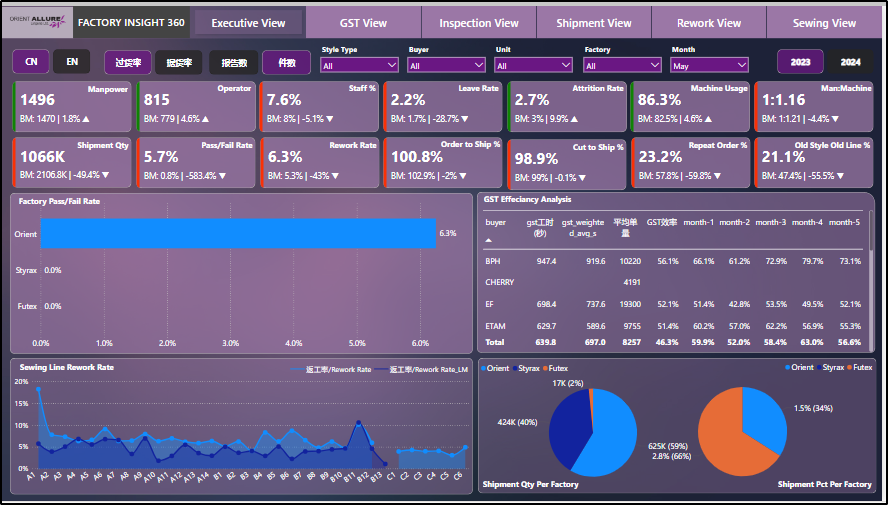 ORIENT ALLURE
FACTORY INSIGHT 360
Executive View
GST View
Inspection View
Shipment View
Rework View
Sewing View
CN
EN
过货率
验货率
报告数
件数
Style Type
All
Buyer
All
Unit
All
Factory
All
Month
May
2023
2024
Manpower
1496
BM: 1470 | 1.8% ▲
Operator
815
BM: 779 | 4.6% ▲
Staff %
7.6%
BM: 8% | -5.1% ▼
Leave Rate
2.2%
BM: 1.7% | -28.7% ▼
Attrition Rate
2.7%
BM: 3% | 9.9% ▲
Machine Usage
86.3%
BM: 82.5% | 4.6% ▲
Man:Machine
1:1.16
BM: 1:1.21 | -4.4% ▼
Shipment Qty
1066K
BM: 2106.8K | -49.4% ▼
Pass/Fail Rate
5.7%
BM: 0.8% | -583.4% ▼
Rework Rate
6.3%
BM: 5.3% | -43% ▼
Order to Ship %
100.8%
BM: 102.9% | -2% ▼
Cut to Ship %
98.9%
BM: 99% | -0.1% ▼
Repeat Order %
23.2%
BM: 57.8% | -59.8% ▼
Old Style Old Line %
21.1%
BM: 47.4% | -55.5% ▼
Factory Pass/Fail Rate
Orient 6.3%
Styrax 0.0%
Futex 0.0%
0.0% 1.0% 2.0% 3.0% 4.0% 5.0% 6.0%
GST Effeciancy Analysis
buyer gst工时(秒) gst_weighted_avg_s 平均单量 GST效率 month-1 month-2 month-3 month-4 month-5
BPH 947.4 919.6 10220 56.1% 66.1% 61.2% 72.9% 79.7% 73.1%
CHERRY 4191
EF 698.4 737.6 19300 52.1% 51.4% 42.8% 53.5% 49.5% 52.1%
ETAM 629.7 589.6 9755 51.4% 60.2% 57.0% 62.2% 56.9% 55.3%
Total 639.8 697.0 8257 46.3% 59.9% 52.0% 58.4% 63.0% 56.6%
Sewing Line Rework Rate
返工率/Rework Rate
返工率/Rework Rate_LM
20%
15%
10%
5%
0%
A1 A2 A3 A4 A5 A6 A7 A8 A9 A10 A11 A12 A13 A14 B1 B2 B3 B4 B5 B6 B7 B8 B9 B10 B11 B12 B13 C1 C2 C3 C4 C5 C6
Orient Styrax Futex
17K (2%)
424K (40%)
625K (59%)
Shipment Qty Per Factory
Orient Styrax Futex
1.5% (34%)
2.8% (66%)
Shipment Pct Per Factory